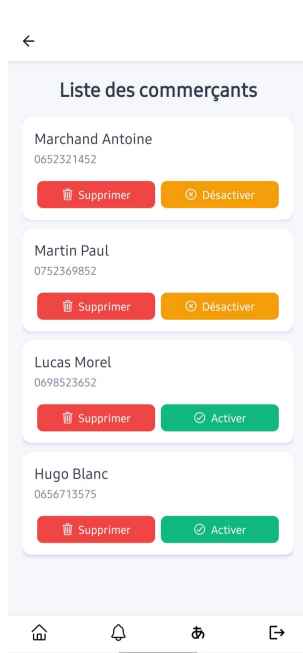 Liste des commerçants
Marchand Antoine
0652321452
Supprimer
Désactiver
Martin Paul
0752369852
Supprimer
Désactiver
Lucas Morel
0698523652
Supprimer
Activer
Hugo Blanc
0656713575
Supprimer
Activer
あ